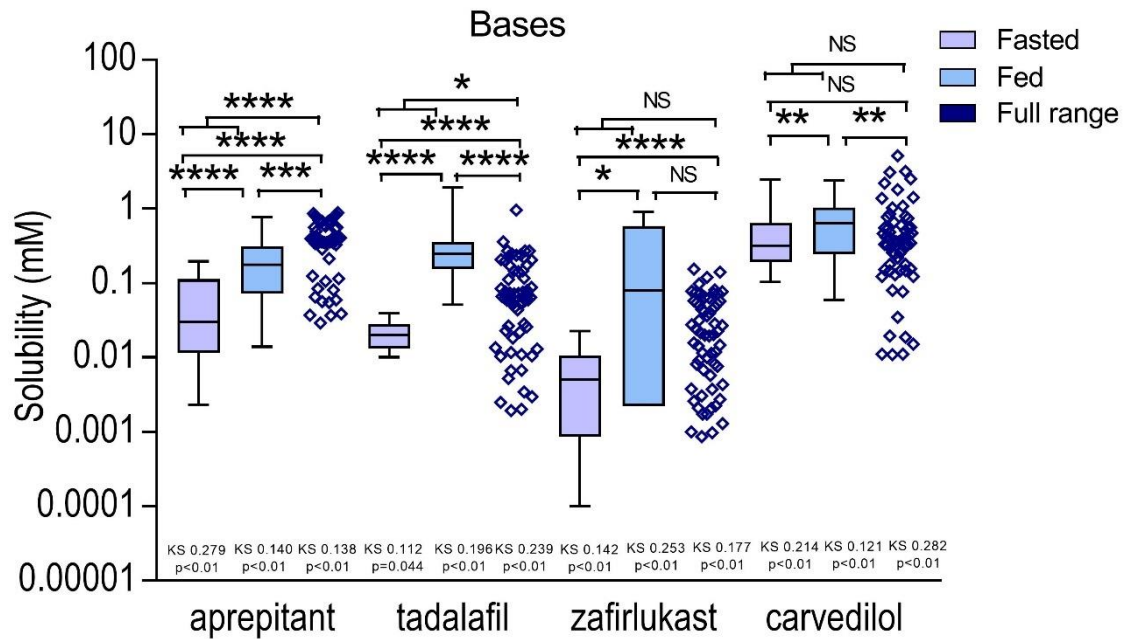 Bases
Fasted
Fed
Full range
Solubility (mM)
100
10
1
0.1
0.01
0.001
0.0001
0.00001
**** * NS NS
**** **** **** NS
**** *** **** **** * NS ** **
KS 0.279 KS 0.140 KS 0.138 KS 0.112 KS 0.196 KS 0.239 KS 0.142 KS 0.253 KS 0.177 KS 0.214 KS 0.121 KS 0.282
p<0.01 p<0.01 p<0.01 p=0.044 p<0.01 p<0.01 p<0.01 p<0.01 p<0.01 p<0.01 p<0.01 p<0.01
aprepitant tadalafil zafirlukast carvedilol